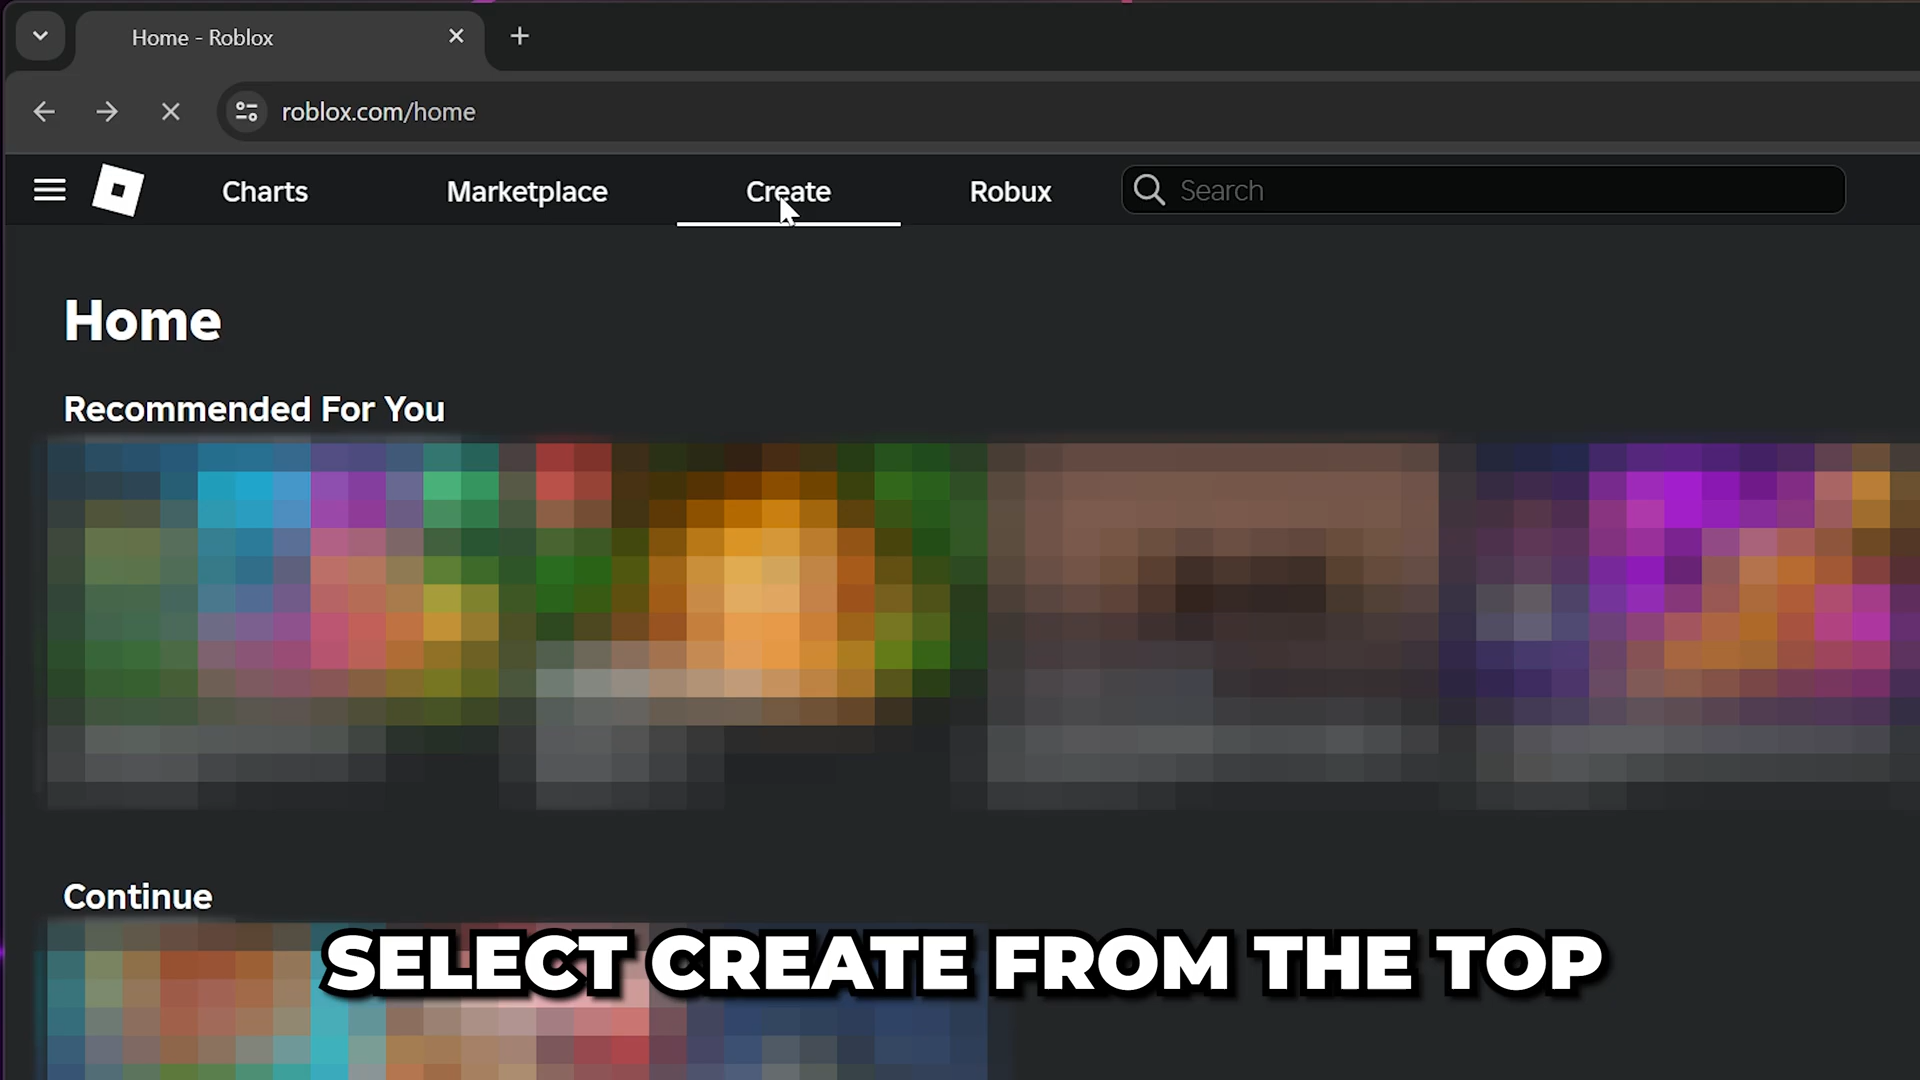 Home - Roblox
roblox.com/home
Charts Marketplace Create Robux Search
Home
Recommended For You
Continue
SELECT CREATE FROM THE TOP